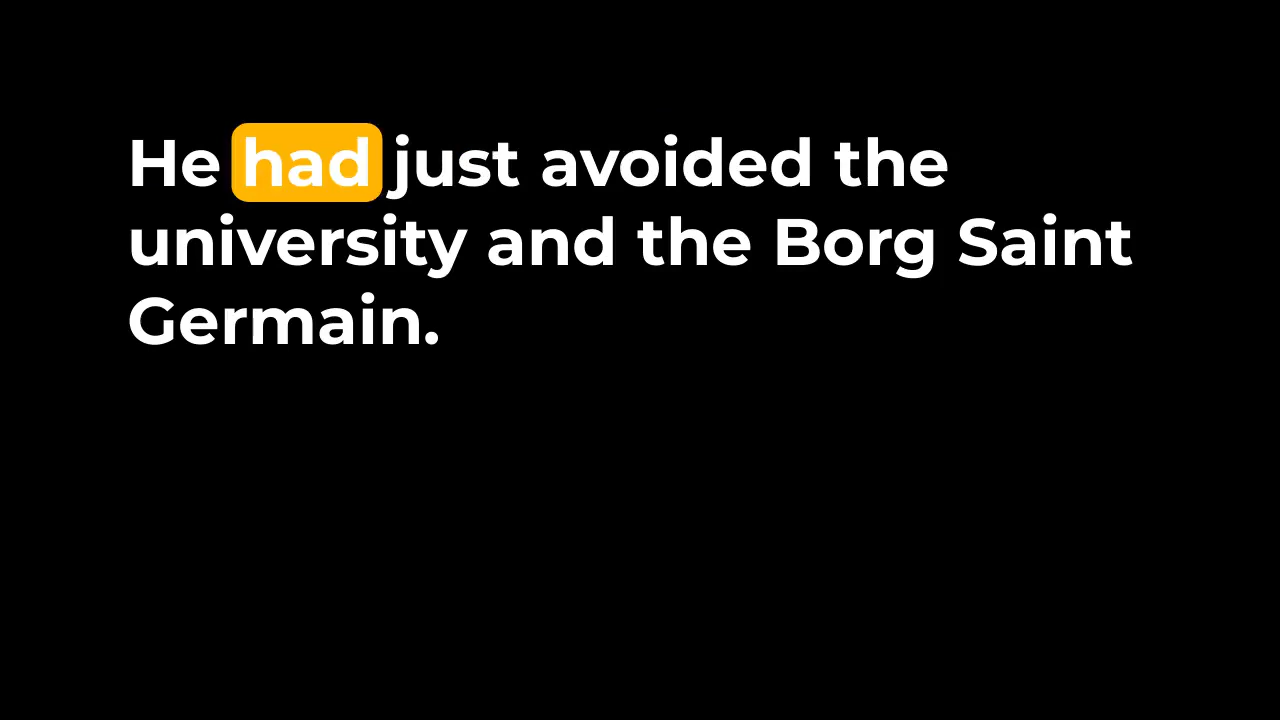 He had just avoided the
university and the Borg Saint
Germain.